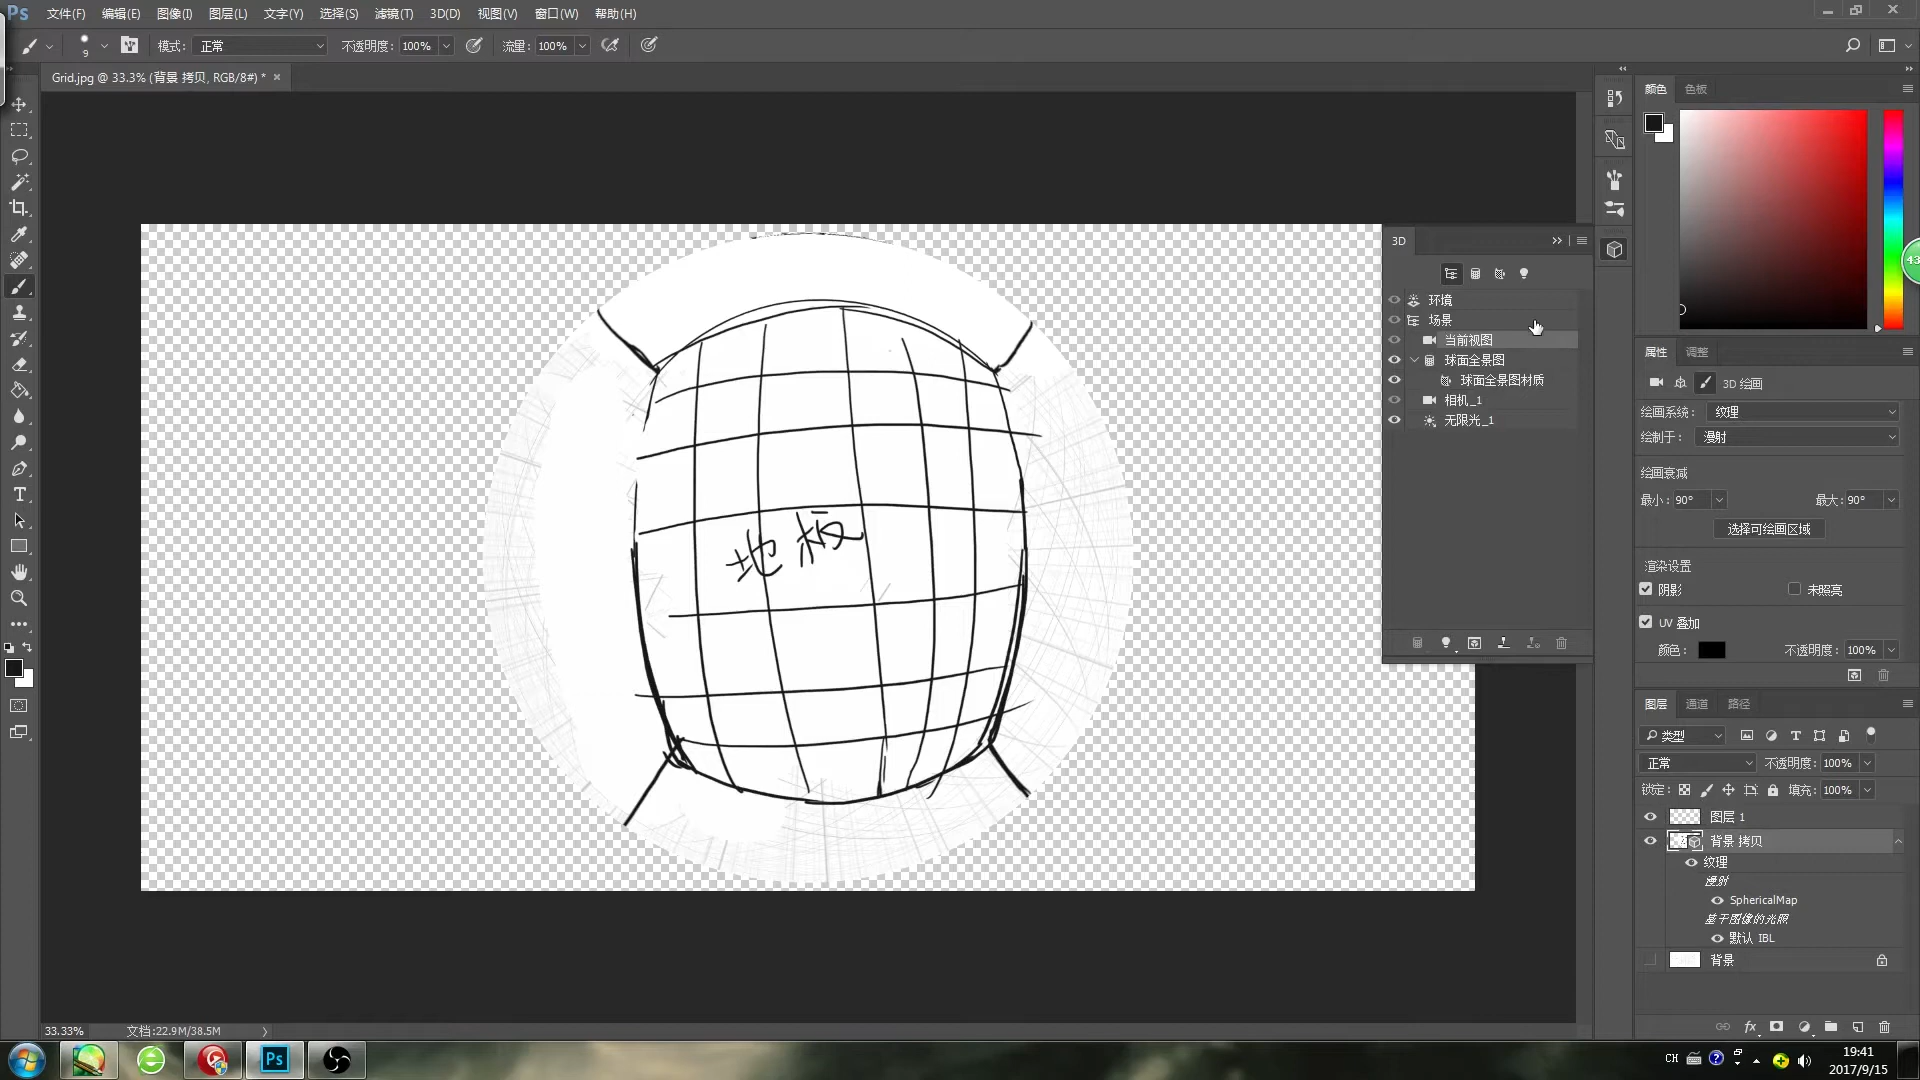 Ps 文件(F) 编辑(E) 图像(I) 图层(L) 文字(Y) 选择(S) 滤镜(T) 3D(D) 视图(V) 窗口(W) 帮助(H)
9 模式: 正常 不透明度: 100% 流量: 100%
Grid.jpg @ 33.3% (背景 拷贝, RGB/8#) * ×
颜色 色板
43
3D
环境
场景
当前视图
球面全景图
球面全景图材质
相机_1
无限光_1
地板
属性 调整
3D 绘画
绘画系统: 纹理
绘制于: 漫射
绘画衰减
最小: 90° 最大: 90°
选择可绘画区域
渲染设置
阴影 未照亮
UV 叠加
颜色: 不透明度: 100%
图层 通道 路径
类型
正常 不透明度: 100%
锁定: 填充: 100%
图层 1
背景 拷贝
纹理
漫射
SphericalMap
基于图像的光照
默认 IBL
背景
fx
33.33% 文档:22.9M/38.5M
Ps
CH
19:41
2017/9/15